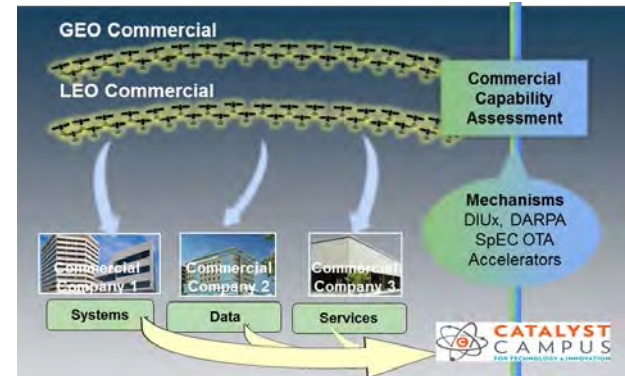 GEO Commercial
LEO Commercial
Commercial
Capability
Assessment
Mechanisms
DIUx, DARPA
SpEC OTA
Accelerators
Commercial
Company 1
Commercial
Company 2
Commercial
Company 3
Systems
Data
Services
C
CATALYST
CAMPUS
FOR TECHNOLOGY & INNOVATION